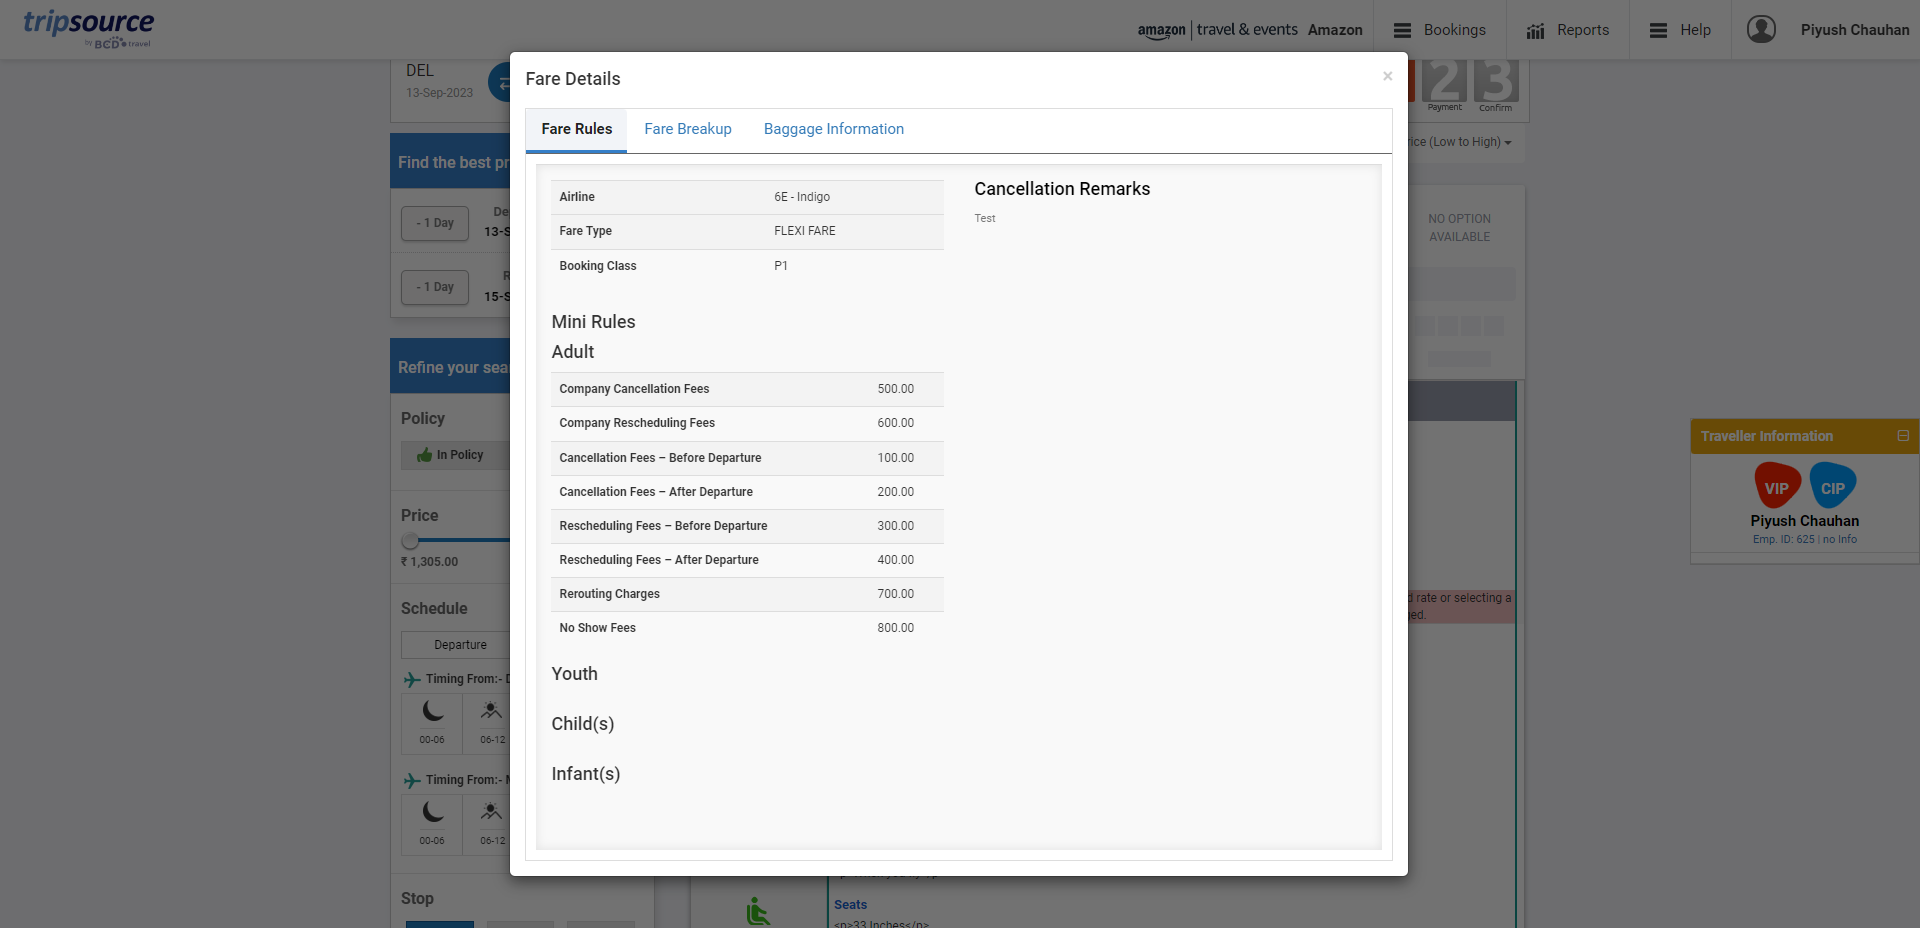 tripsource
by BCD travel
amazon | travel & events Amazon
Bookings
Reports
Help
Piyush Chauhan
DEL
13-Sep-2023
2 3
Payment Confirm
Price (Low to High)
Find the best
- 1 Day
13-S
- 1 Day
15-S
NO OPTION
AVAILABLE
Refine your
Policy
In Policy
Price
₹ 1,305.00
Schedule
Departure
Timing From:- D
00-06 06-12
Timing From:-
00-06 06-12
Stop
Fare Details
×
Fare Rules Fare Breakup Baggage Information
Airline 6E - Indigo
Fare Type FLEXI FARE
Booking Class P1
Cancellation Remarks
Test
Mini Rules
Adult
Company Cancellation Fees 500.00
Company Rescheduling Fees 600.00
Cancellation Fees – Before Departure 100.00
Cancellation Fees – After Departure 200.00
Rescheduling Fees – Before Departure 300.00
Rescheduling Fees – After Departure 400.00
Rerouting Charges 700.00
No Show Fees 800.00
Youth
Child(s)
Infant(s)
Traveller Information
VIP CIP
Piyush Chauhan
Emp. ID: 625 | no Info
rate or selecting a
Seats
<p>33 Inches</p>